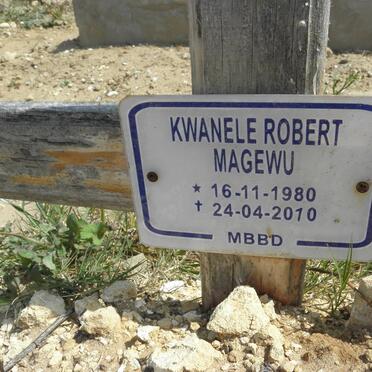 KWANELE ROBERT
MAGEWU
* 16-11-1980
† 24-04-2010
MBBD